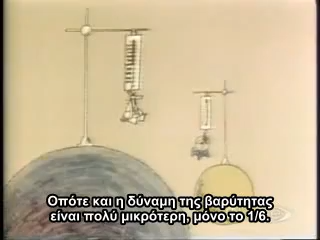 Οπότε και η δύναμη της βαρύτητας
είναι πολύ μικρότερη, μόνο το 1/6.